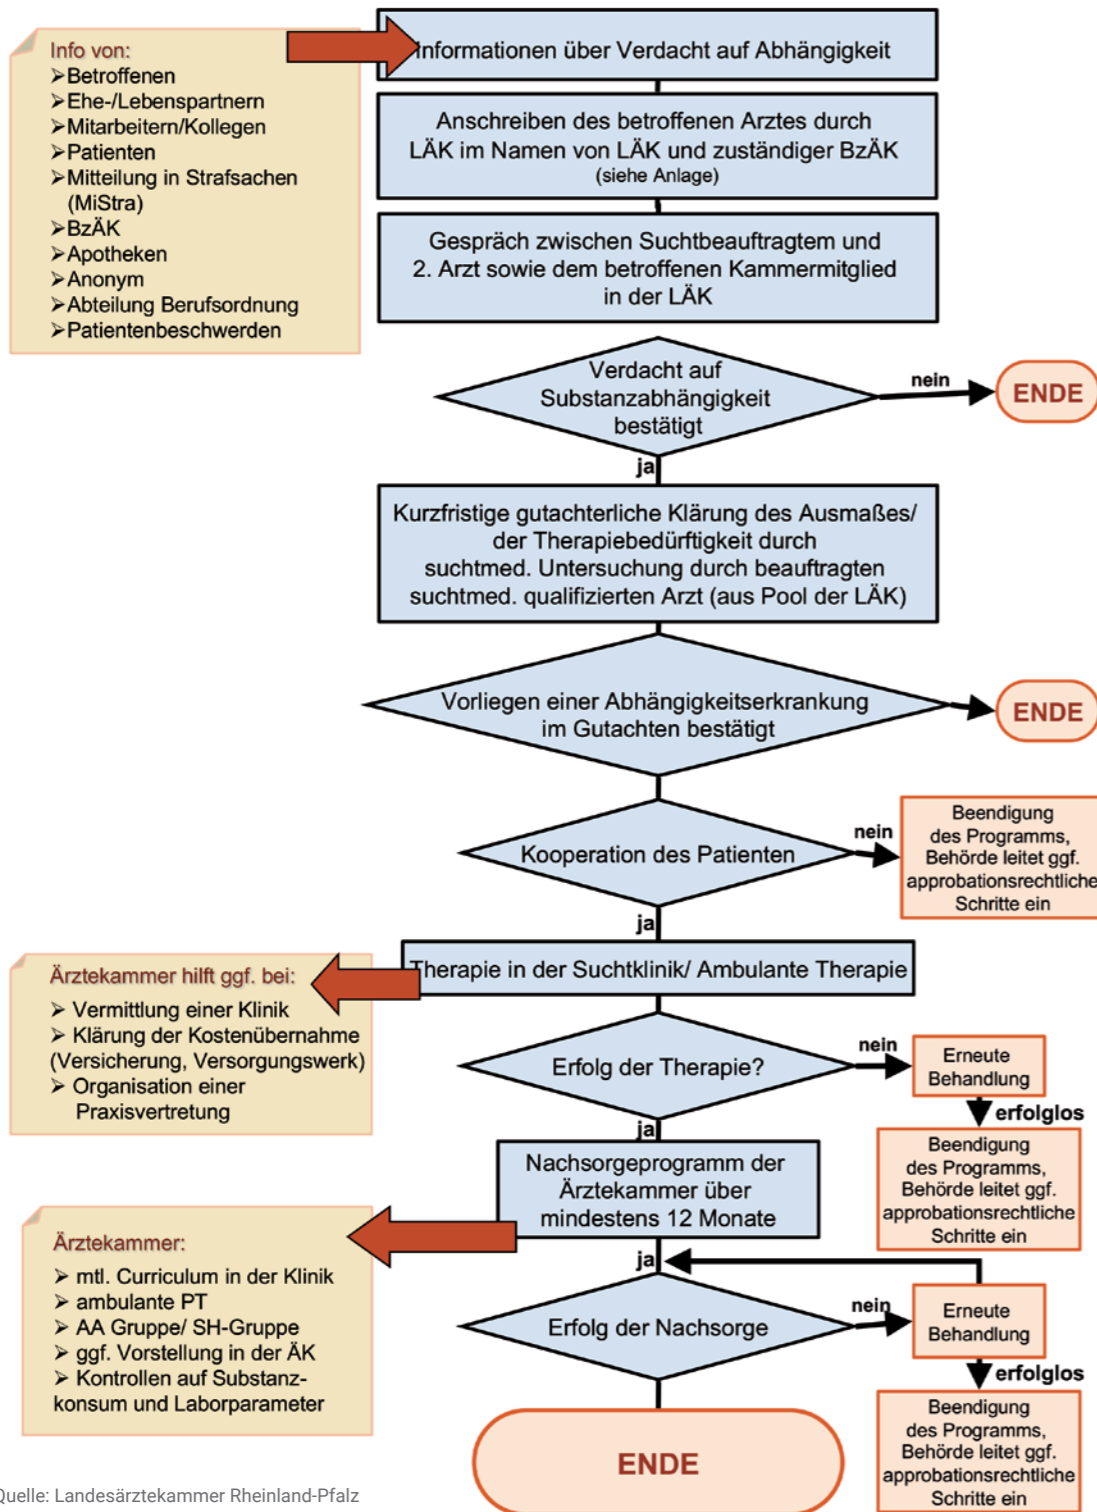 Info von:
➢Betroffenen
➢Ehe-/Lebenspartnern
➢Mitarbeitern/Kollegen
➢Patienten
➢Mitteilung in Strafsachen
(MiStra)
➢BzÄK
➢Apotheken
➢Anonym
➢Abteilung Berufsordnung
➢Patientenbeschwerden
Informationen über Verdacht auf Abhängigkeit
Anschreiben des betroffenen Arztes durch
LÄK im Namen von LÄK und zuständiger BzÄK
(siehe Anlage)
Gespräch zwischen Suchtbeauftragtem und
2. Arzt sowie dem betroffenen Kammermitglied
in der LÄK
Verdacht auf
Substanzabhängigkeit
bestätigt
nein
ENDE
ja
Kurzfristige gutachterliche Klärung des Ausmaßes/
der Therapiebedürftigkeit durch
suchtmed. Untersuchung durch beauftragten
suchtmed. qualifizierten Arzt (aus Pool der LÄK)
Vorliegen einer Abhängigkeitserkrankung
im Gutachten bestätigt
ENDE
Kooperation des Patienten
nein
Beendigung
des Programms,
Behörde leitet ggf.
approbationsrechtliche
Schritte ein
ja
Therapie in der Suchtklinik/ Ambulante Therapie
Ärztekammer hilft ggf. bei:
➢ Vermittlung einer Klinik
➢ Klärung der Kostenübernahme
(Versicherung, Versorgungswerk)
➢ Organisation einer
Praxisvertretung
Erfolg der Therapie?
nein
Erneute
Behandlung
erfolglos
Beendigung
des Programms,
Behörde leitet ggf.
approbationsrechtliche
Schritte ein
ja
Nachsorgeprogramm der
Ärztekammer über
mindestens 12 Monate
Ärztekammer:
➢ mtl. Curriculum in der Klinik
➢ ambulante PT
➢ AA Gruppe/ SH-Gruppe
➢ ggf. Vorstellung in der ÄK
➢ Kontrollen auf Substanz-
konsum und Laborparameter
ja
Erfolg der Nachsorge
nein
Erneute
Behandlung
erfolglos
Beendigung
des Programms,
Behörde leitet ggf.
approbationsrechtliche
Schritte ein
ENDE
Quelle: Landesärztekammer Rheinland-Pfalz